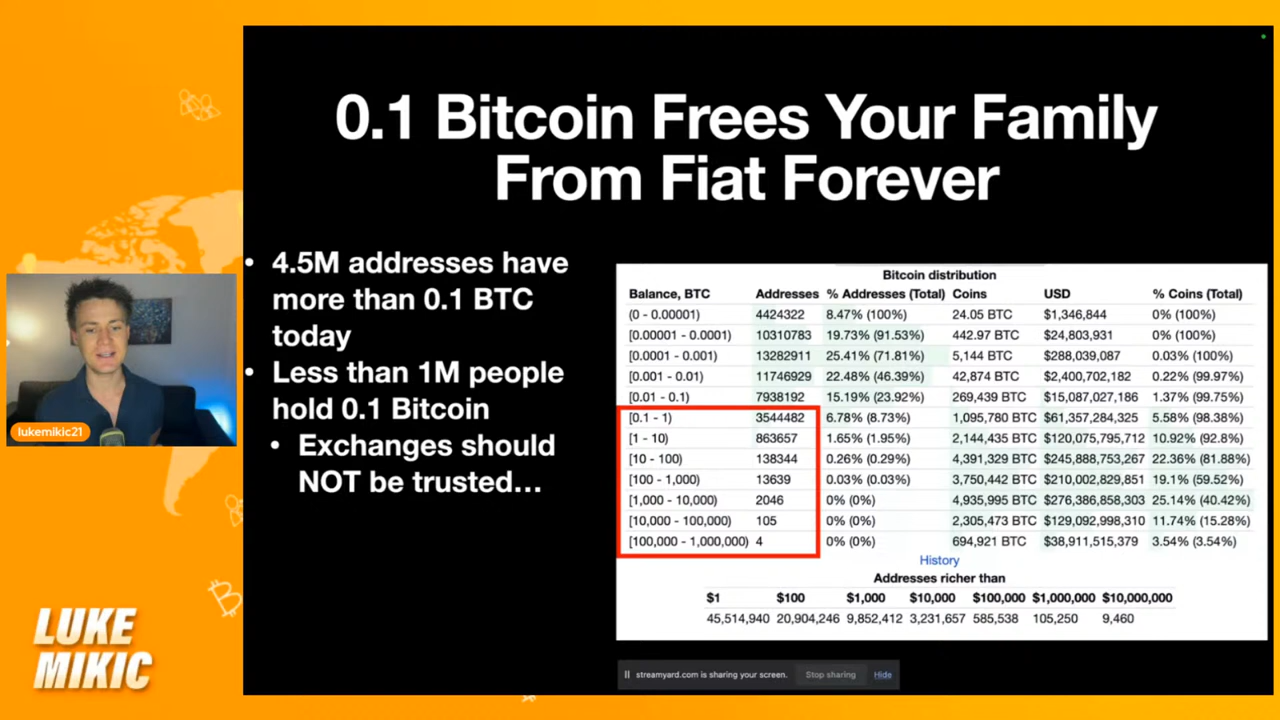 0.1 Bitcoin Frees Your Family
From Fiat Forever
• 4.5M addresses have
more than 0.1 BTC
today
• Less than 1M people
hold 0.1 Bitcoin
• Exchanges should
NOT be trusted...
lukemikic21
LUKE
MIKIC
Bitcoin distribution
Balance, BTC Addresses % Addresses (Total) Coins USD % Coins (Total)
(0 - 0.00001) 4424322 8.47% (100%) 24.05 BTC $1,346,844 0% (100%)
[0.00001 - 0.0001) 10310783 19.73% (91.53%) 442.97 BTC $24,803,931 0% (100%)
[0.0001 - 0.001) 13282911 25.41% (71.81%) 5,144 BTC $288,039,087 0.03% (100%)
[0.001 - 0.01) 11746929 22.48% (46.39%) 42,874 BTC $2,400,702,182 0.22% (99.97%)
[0.01 - 0.1) 7938192 15.19% (23.92%) 269,439 BTC $15,087,027,186 1.37% (99.75%)
[0.1 - 1) 3544482 6.78% (8.73%) 1,095,780 BTC $61,357,284,325 5.58% (98.38%)
[1 - 10) 863657 1.65% (1.95%) 2,144,435 BTC $120,075,795,712 10.92% (92.8%)
[10 - 100) 138344 0.26% (0.29%) 4,391,329 BTC $245,888,753,267 22.36% (81.88%)
[100 - 1,000) 13639 0.03% (0.03%) 3,750,442 BTC $210,002,829,851 19.1% (59.52%)
[1,000 - 10,000) 2046 0% (0%) 4,935,995 BTC $276,386,858,303 25.14% (40.42%)
[10,000 - 100,000) 105 0% (0%) 2,305,473 BTC $129,092,998,310 11.74% (15.28%)
[100,000 - 1,000,000) 4 0% (0%) 694,921 BTC $38,911,515,379 3.54% (3.54%)
History
Addresses richer than
$1 $100 $1,000 $10,000 $100,000 $1,000,000 $10,000,000
45,514,940 20,904,246 9,852,412 3,231,657 585,538 105,250 9,460
streamyard.com is sharing your screen. Stop sharing Hide